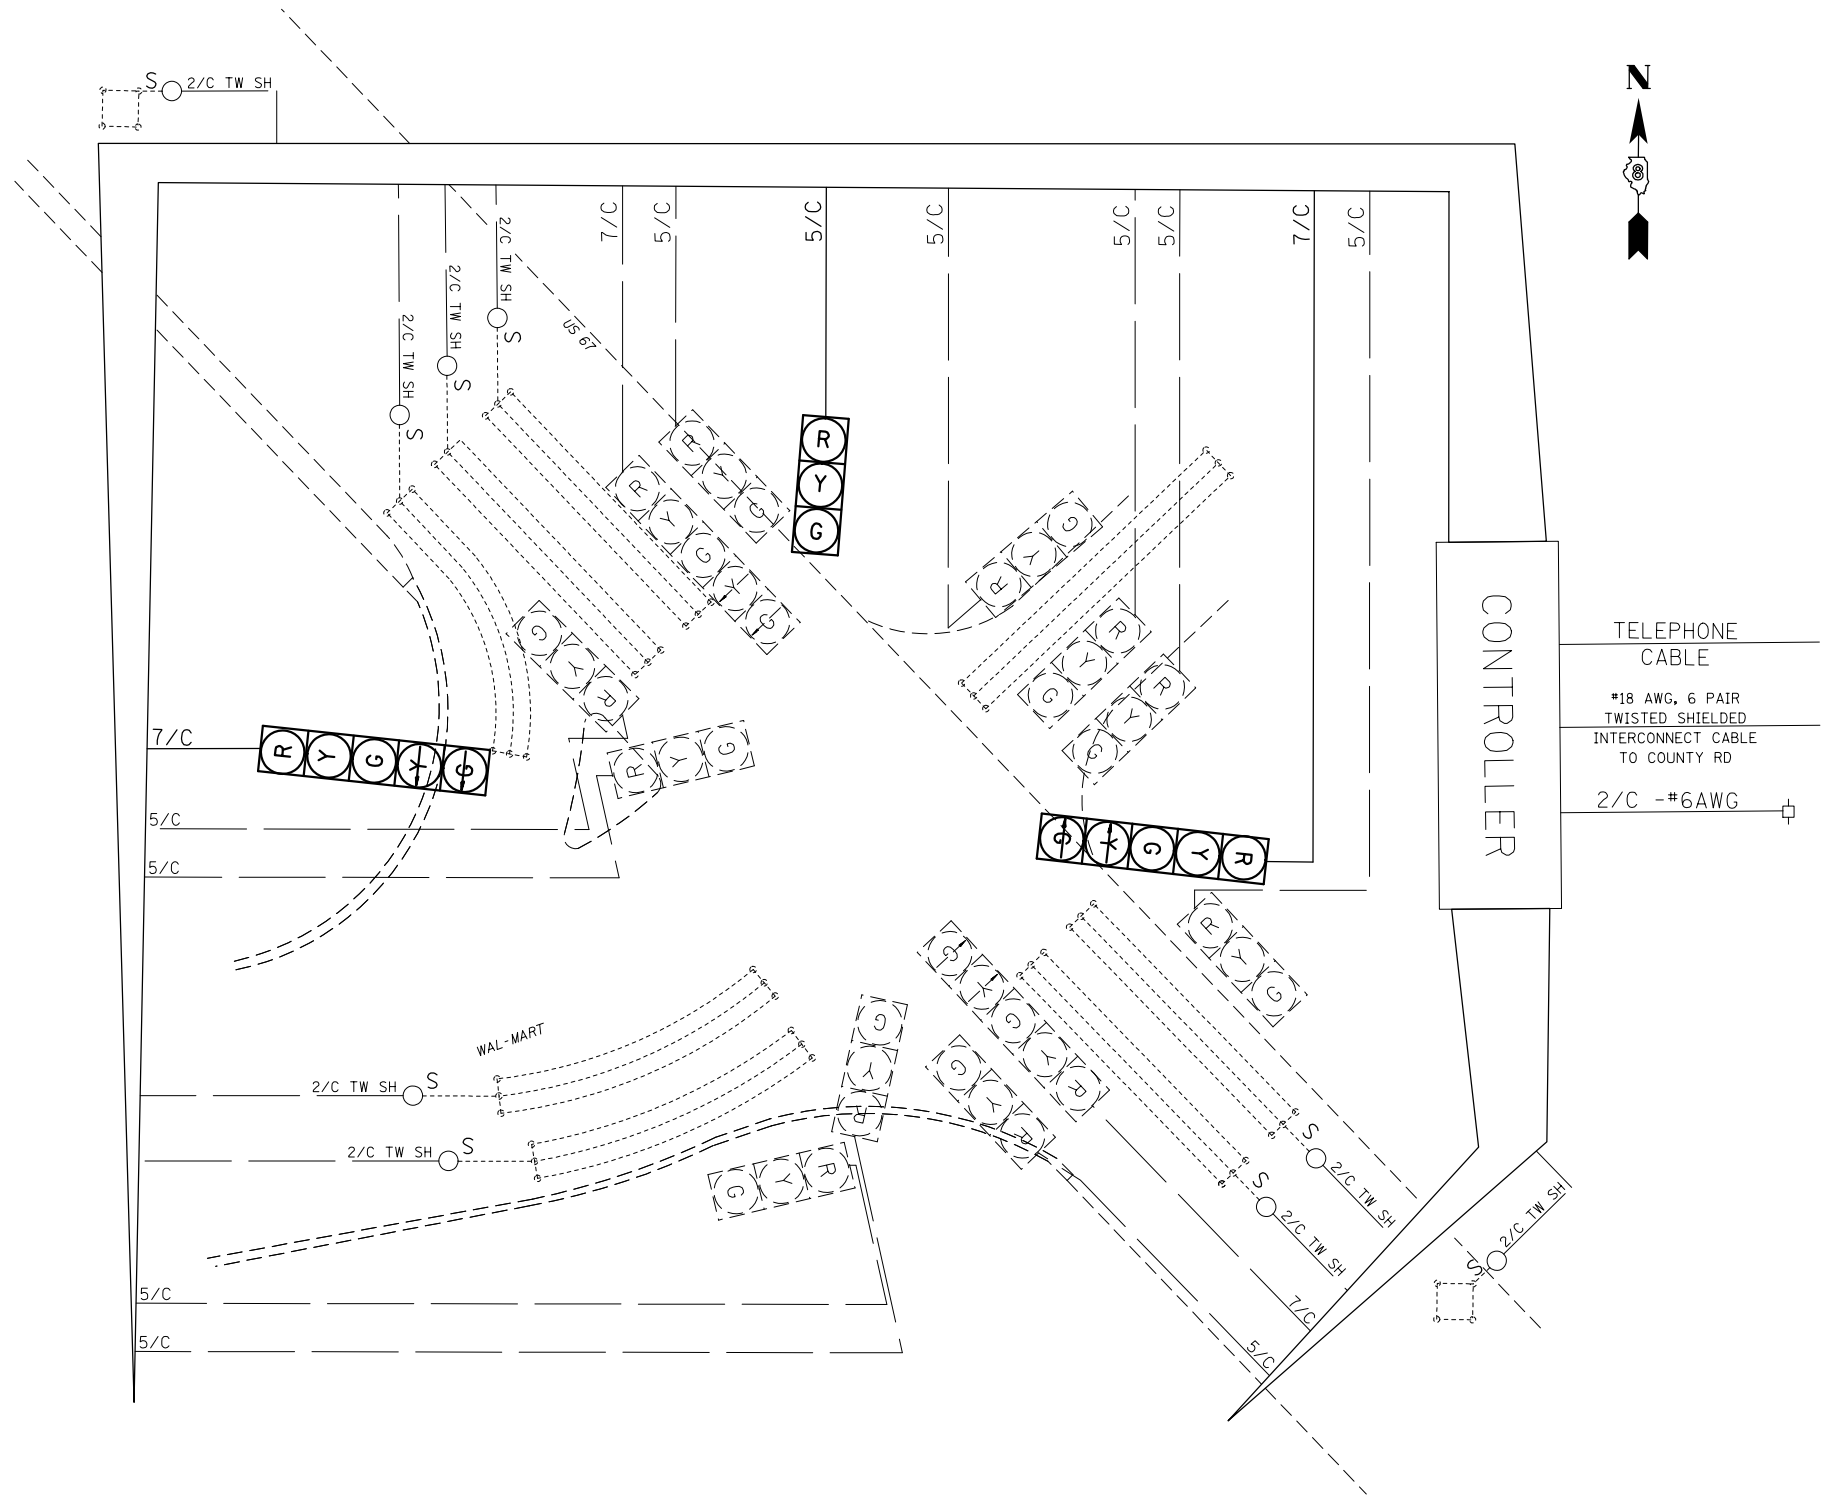 N
S 2/C TW SH
8
7/C
5/C
5/C
5/C
5/C
5/C
7/C
5/C
2/C TW SH
S
2/C TW SH
S
2/C TW SH
S
US 67
R Y G
R Y G
R Y G Y G
R Y G
R Y G
R Y G
R Y G
CONTROLLER
TELEPHONE
CABLE
#18 AWG, 6 PAIR
TWISTED SHIELDED
INTERCONNECT CABLE
TO COUNTY RD
2/C -#6AWG
7/C
R Y G Y G
R Y G
5/C
5/C
G Y G Y R
R Y G
G Y G Y R
G Y R
G Y R
R Y G
WAL-MART
2/C TW SH S
2/C TW SH S
S
2/C TW SH
S
2/C TW SH
S
2/C TW SH
7/C
5/C
5/C
5/C